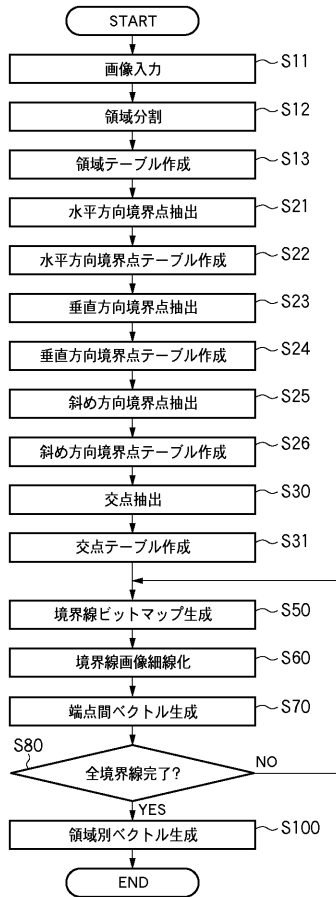 START
画像入力 S11
領域分割 S12
領域テーブル作成 S13
水平方向境界点抽出 S21
水平方向境界点テーブル作成 S22
垂直方向境界点抽出 S23
垂直方向境界点テーブル作成 S24
斜め方向境界点抽出 S25
斜め方向境界点テーブル作成 S26
交点抽出 S30
交点テーブル作成 S31
境界線ビットマップ生成 S50
境界線画像細線化 S60
端点間ベクトル生成 S70
S80
全境界線完了? NO
YES
領域別ベクトル生成 S100
END